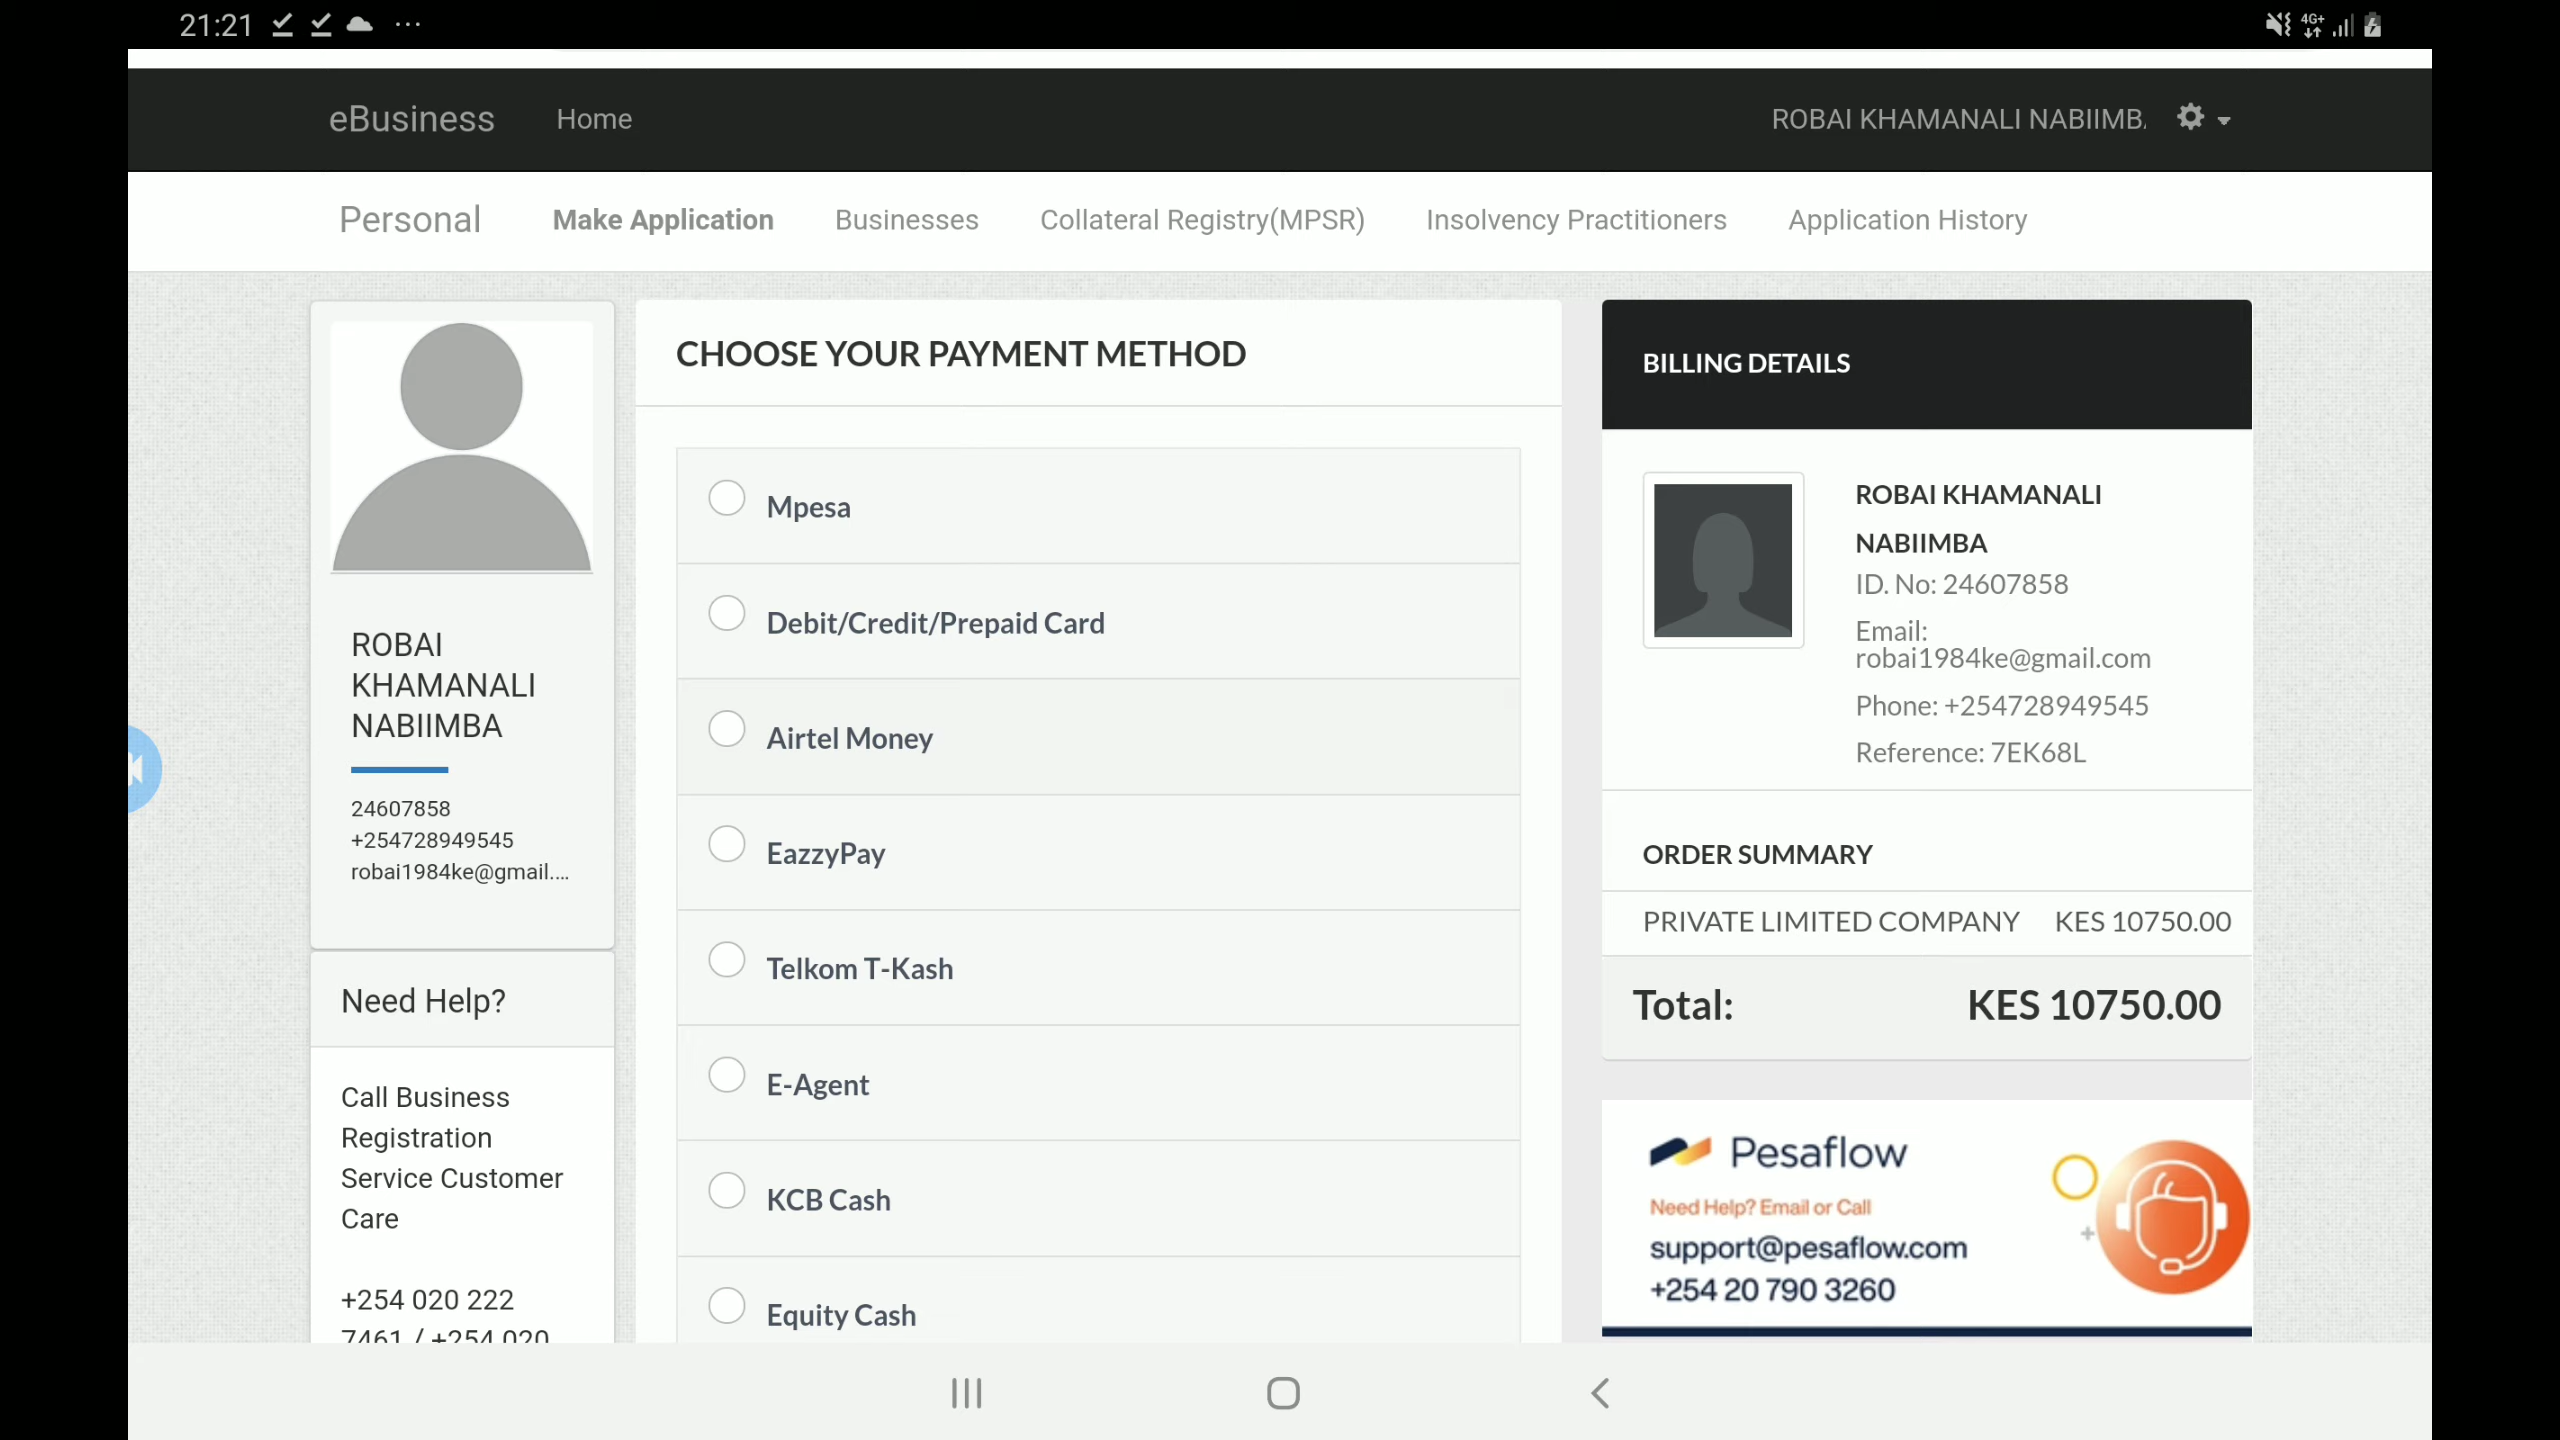 21:21
4G+
eBusiness Home ROBAI KHAMANALI NABIIMBA
Personal Make Application Businesses Collateral Registry(MPSR) Insolvency Practitioners Application History
ROBAI
KHAMANALI
NABIIMBA
24607858
+254728949545
robai1984ke@gmail....
Need Help?
Call Business
Registration
Service Customer
Care
+254 020 222
7461 / +254 020
CHOOSE YOUR PAYMENT METHOD
Mpesa
Debit/Credit/Prepaid Card
Airtel Money
EazzyPay
Telkom T-Kash
E-Agent
KCB Cash
Equity Cash
BILLING DETAILS
ROBAI KHAMANALI
NABIIMBA
ID. No: 24607858
Email:
robai1984ke@gmail.com
Phone: +254728949545
Reference: 7EK68L
ORDER SUMMARY
PRIVATE LIMITED COMPANY KES 10750.00
Total: KES 10750.00
Pesaflow
Need Help? Email or Call
support@pesaflow.com
+254 20 790 3260